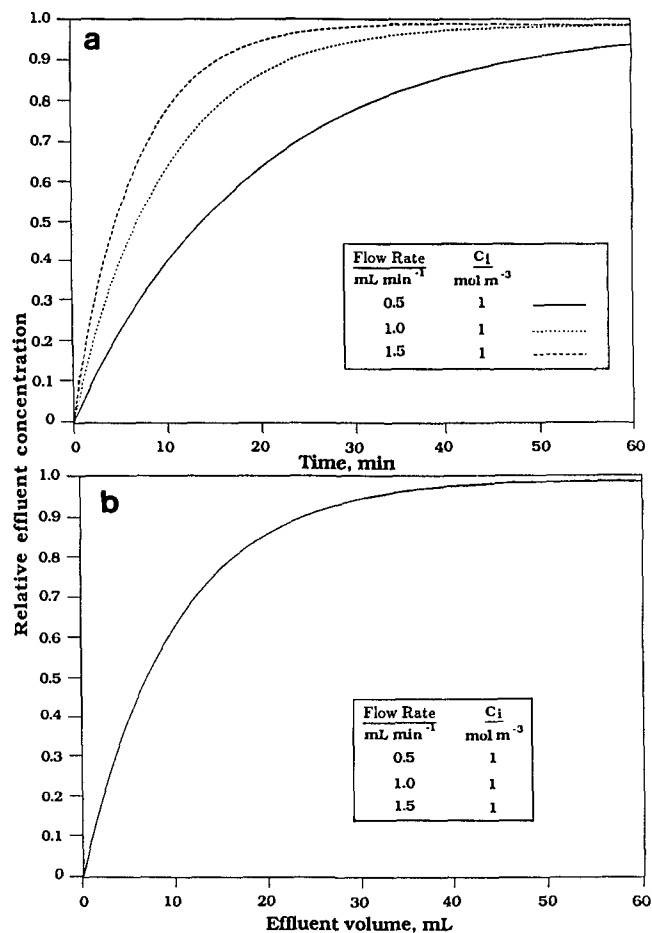 a
1.0
0.9
0.8
0.7
0.6
0.5
0.4
0.3
0.2
0.1
0
Flow Rate Ci
mL min-1 mol m-3
0.5 1
1.0 1
1.5 1
0 10 20 30 40 50 60
Time, min
Relative effluent concentration
b
1.0
0.9
0.8
0.7
0.6
0.5
0.4
0.3
0.2
0.1
0
Flow Rate Ci
mL min-1 mol m-3
0.5 1
1.0 1
1.5 1
0 10 20 30 40 50 60
Effluent volume, mL